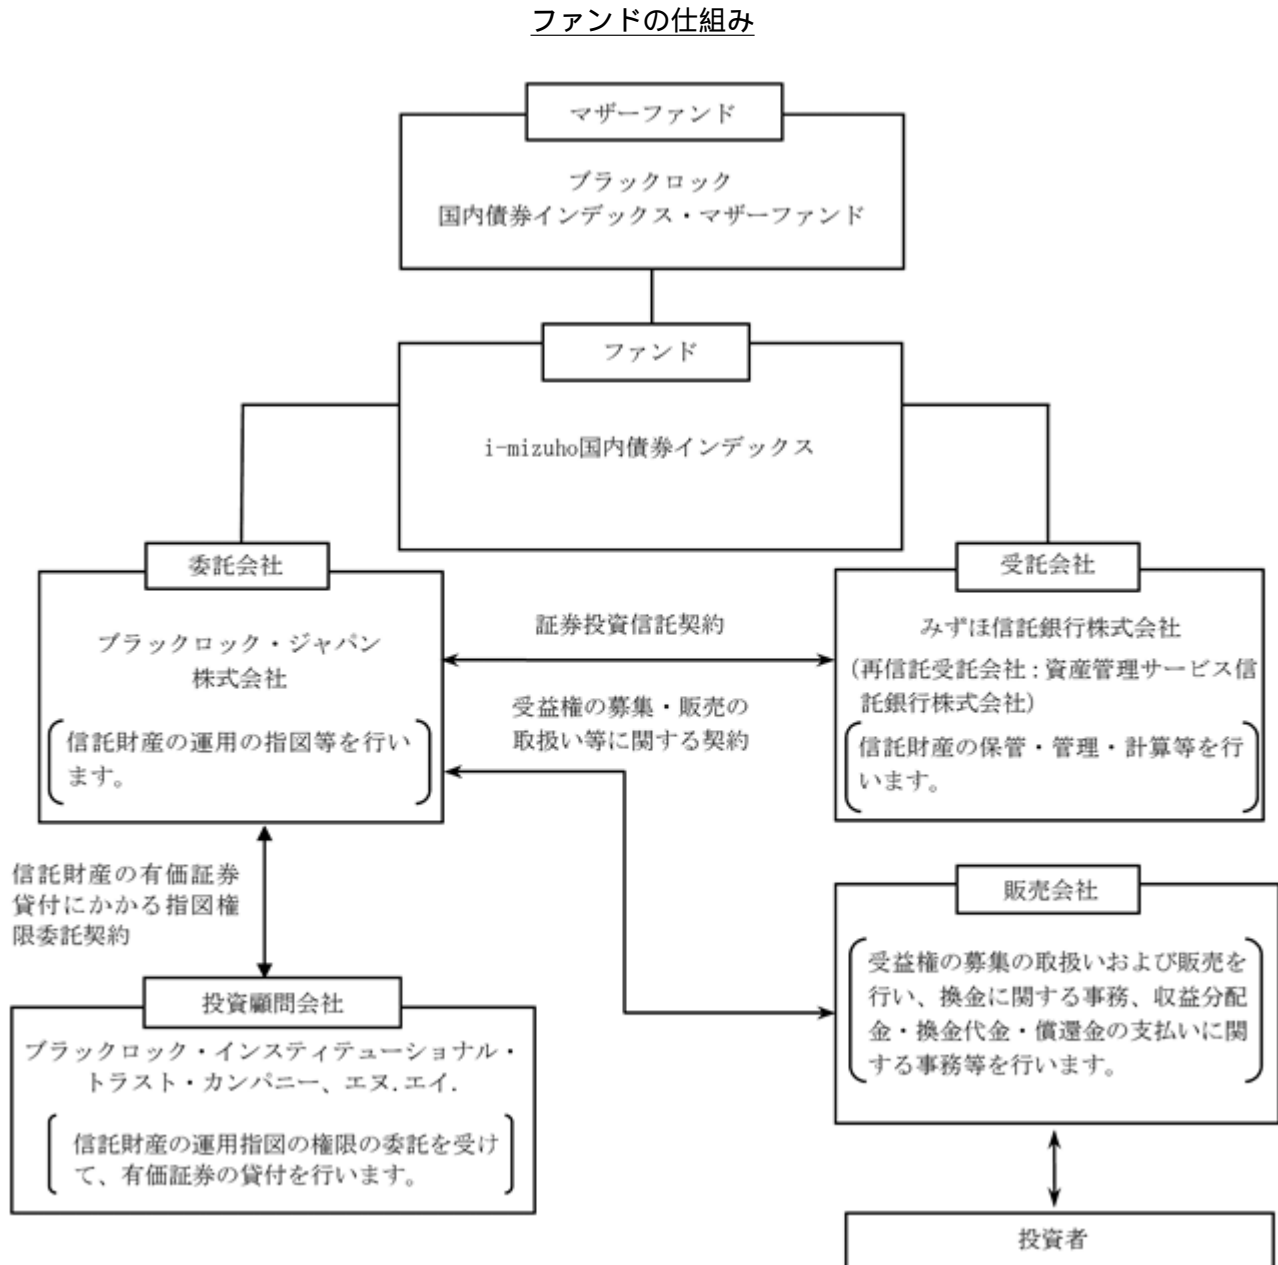 ファンドの仕組み
マザーファンド
ブラックロック
国内債券インデックス・マザーファンド
ファンド
i-mizuho国内債券インデックス
委託会社
ブラックロック・ジャパン
株式会社
信託財産の運用の指図等を行い
ます。
証券投資信託契約
受益権の募集・販売の
取扱い等に関する契約
受託会社
みずほ信託銀行株式会社
(再信託受託会社:資産管理サービス信
託銀行株式会社)
信託財産の保管・管理・計算等を行
います。
信託財産の有価証券
貸付にかかる指図権
限委託契約
投資顧問会社
ブラックロック・インスティテューショナル・
トラスト・カンパニー、エヌ.エイ.
信託財産の運用指図の権限の委託を受け
て、有価証券の貸付を行います。
販売会社
受益権の募集の取扱いおよび販売を
行い、換金に関する事務、収益分配
金・換金代金・償還金の支払いに関
する事務等を行います。
投資者